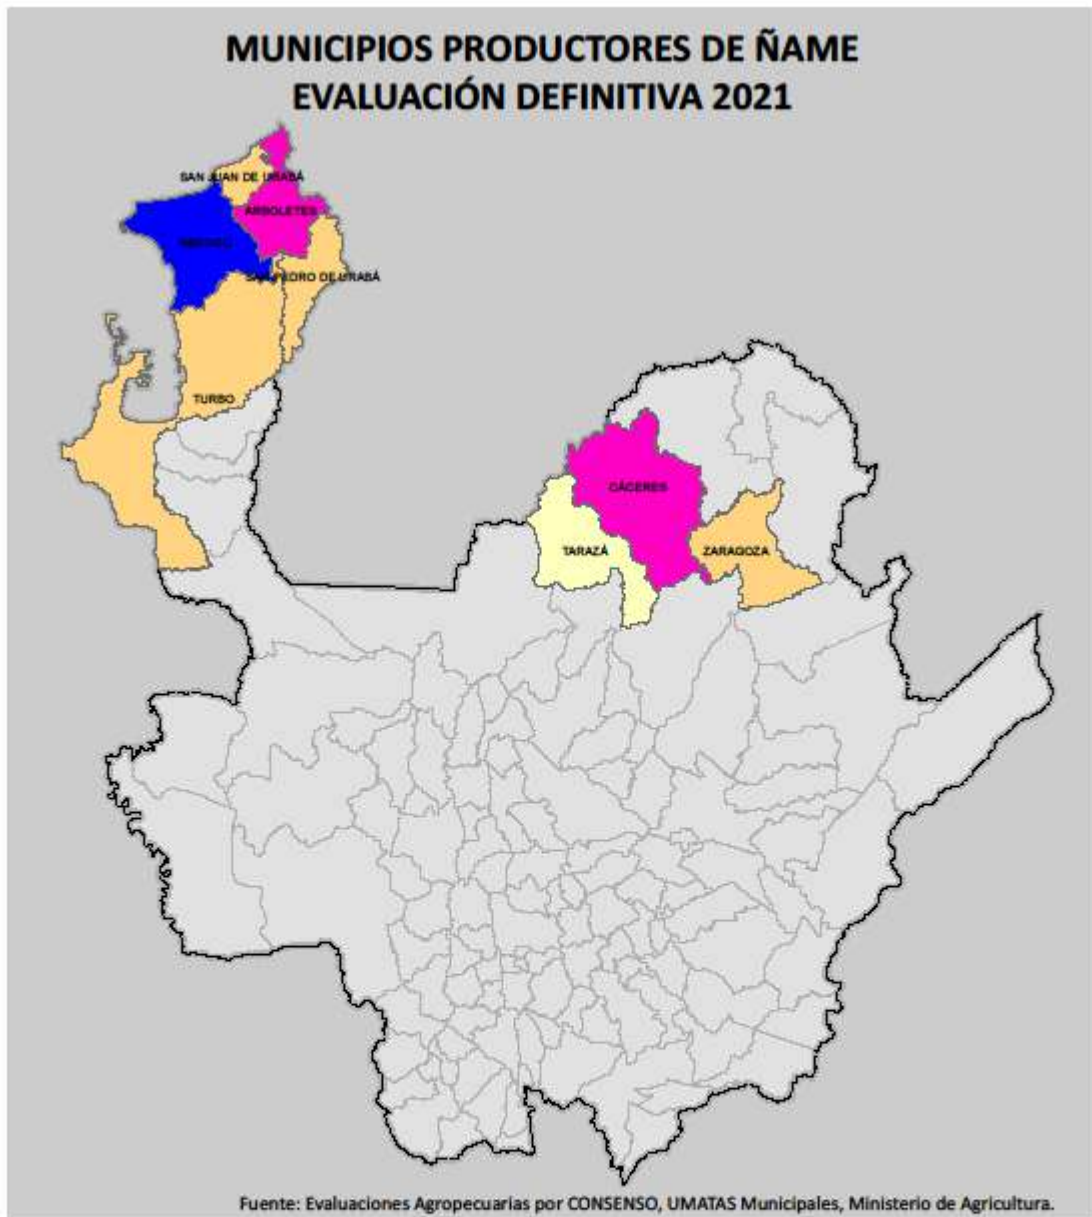 MUNICIPIOS PRODUCTORES DE ÑAME
EVALUACIÓN DEFINITIVA 2021
SAN JUAN DE URABÁ
ARBOLETES
SAN PEDRO DE URABÁ
TURBO
CÁCERES
TARAZÁ
ZARAGOZA
Fuente: Evaluaciones Agropecuarias por CONSENSO, UMATAS Municipales, Ministerio de Agricultura.